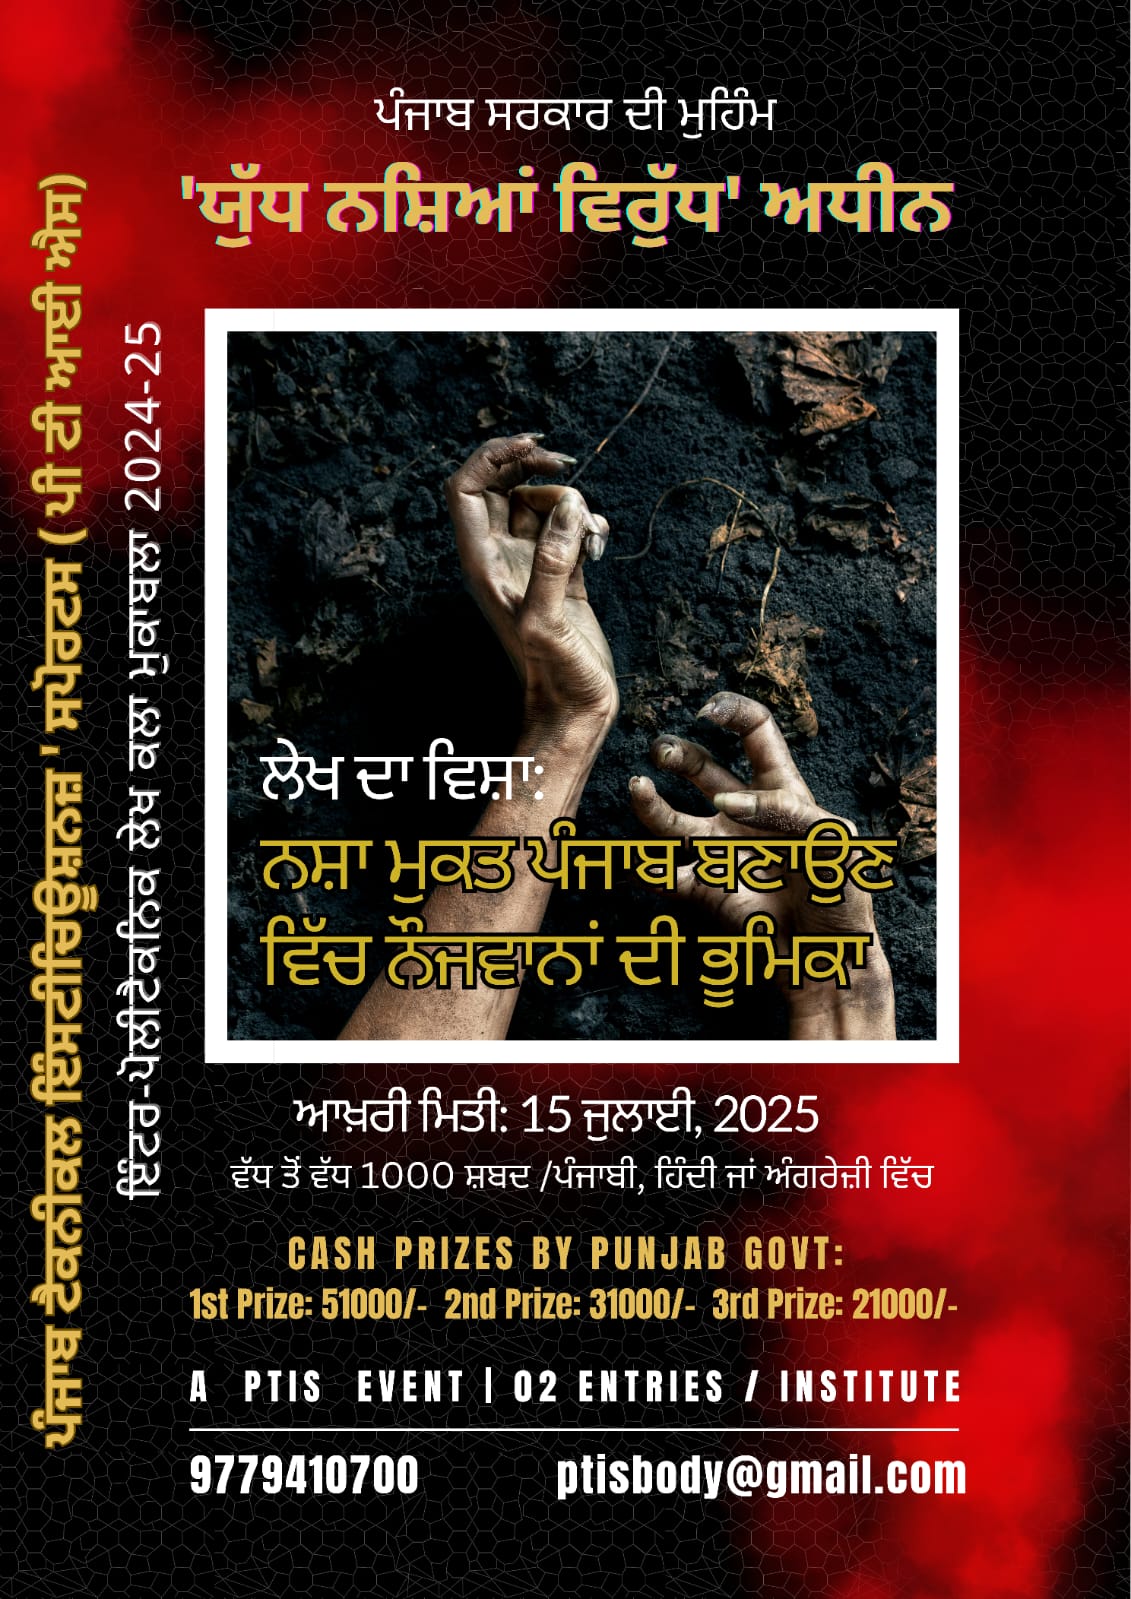 ਪੰਜਾਬ ਸਰਕਾਰ ਦੀ ਮੁਹਿੰਮ
'ਯੁੱਧ ਨਸ਼ਿਆਂ ਵਿਰੁੱਧ' ਅਧੀਨ
ਪੰਜਾਬ ਟੈਕਨੀਕਲ ਇੰਸਟੀਚਿਊਸ਼ਨਜ਼ ' ਸਪੋਰਟਸ ( ਪੀ ਟੀ ਆਈ ਐਸ)
ਇੰਟਰ-ਪੋਲੀਟੈਕਨਿਕ ਲੇਖ ਕਲਾ ਮੁਕਾਬਲਾ 2024-25
ਲੇਖ ਦਾ ਵਿਸ਼ਾ:
ਨਸ਼ਾ ਮੁਕਤ ਪੰਜਾਬ ਬਣਾਉਣ
ਵਿੱਚ ਨੌਜਵਾਨਾਂ ਦੀ ਭੂਮਿਕਾ
ਆਖ਼ਰੀ ਮਿਤੀ: 15 ਜੁਲਾਈ, 2025
ਵੱਧ ਤੋਂ ਵੱਧ 1000 ਸ਼ਬਦ /ਪੰਜਾਬੀ, ਹਿੰਦੀ ਜਾਂ ਅੰਗਰੇਜ਼ੀ ਵਿੱਚ
CASH PRIZES BY PUNJAB GOVT:
1st Prize: 51000/- 2nd Prize: 31000/- 3rd Prize: 21000/-
A PTIS EVENT | 02 ENTRIES / INSTITUTE
9779410700 ptisbody@gmail.com